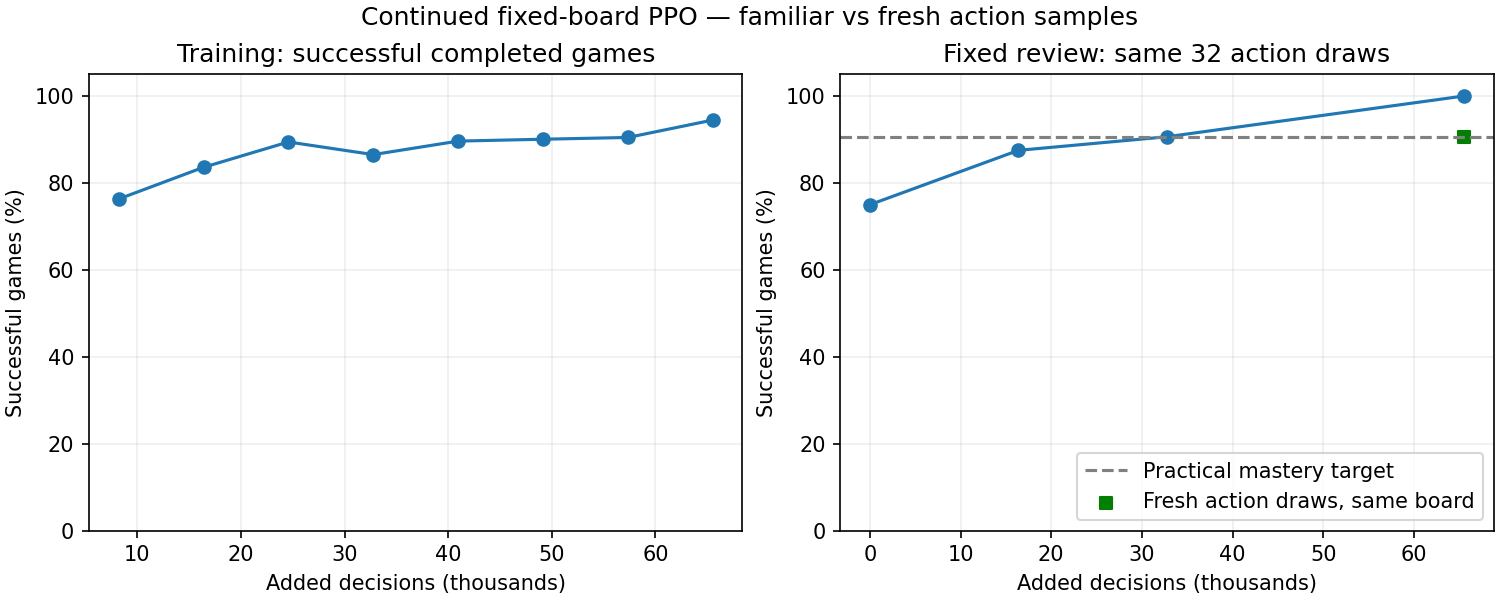 Continued fixed-board PPO — familiar vs fresh action samples
Training: successful completed games
Successful games (%)
100
80
60
40
20
0
10 20 30 40 50 60
Added decisions (thousands)
Fixed review: same 32 action draws
Successful games (%)
100
80
60
40
20
0
Practical mastery target
Fresh action draws, same board
0 10 20 30 40 50 60
Added decisions (thousands)